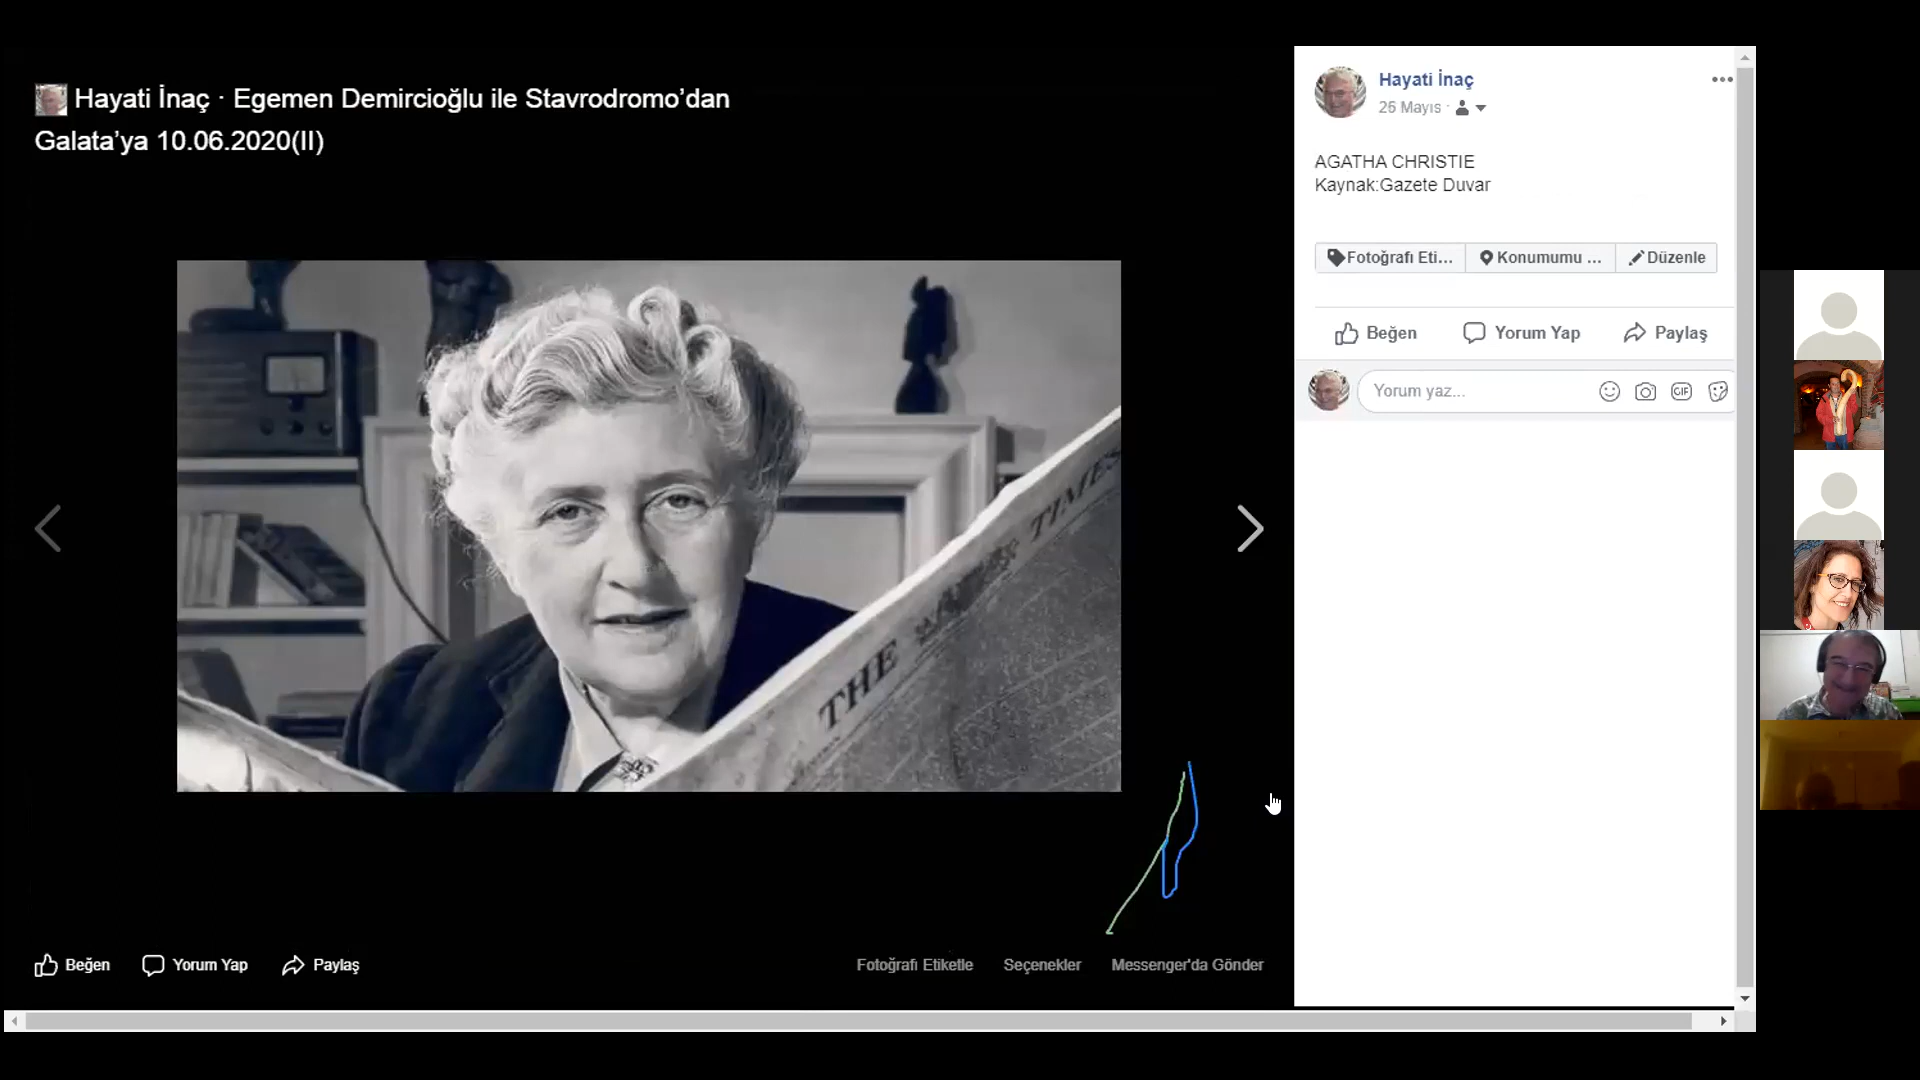 Hayati İnaç · Egemen Demircioğlu ile Stavrodromo’dan
Galata’ya 10.06.2020(II)
THE TIMES
Beğen
Yorum Yap
Paylaş
Fotoğrafı Etiketle
Seçenekler
Messenger'da Gönder
Hayati İnaç
26 Mayıs ·
AGATHA CHRISTIE
Kaynak:Gazete Duvar
Fotoğrafı Eti...
Konumumu ...
Düzenle
Beğen
Yorum Yap
Paylaş
Yorum yaz...
GIF